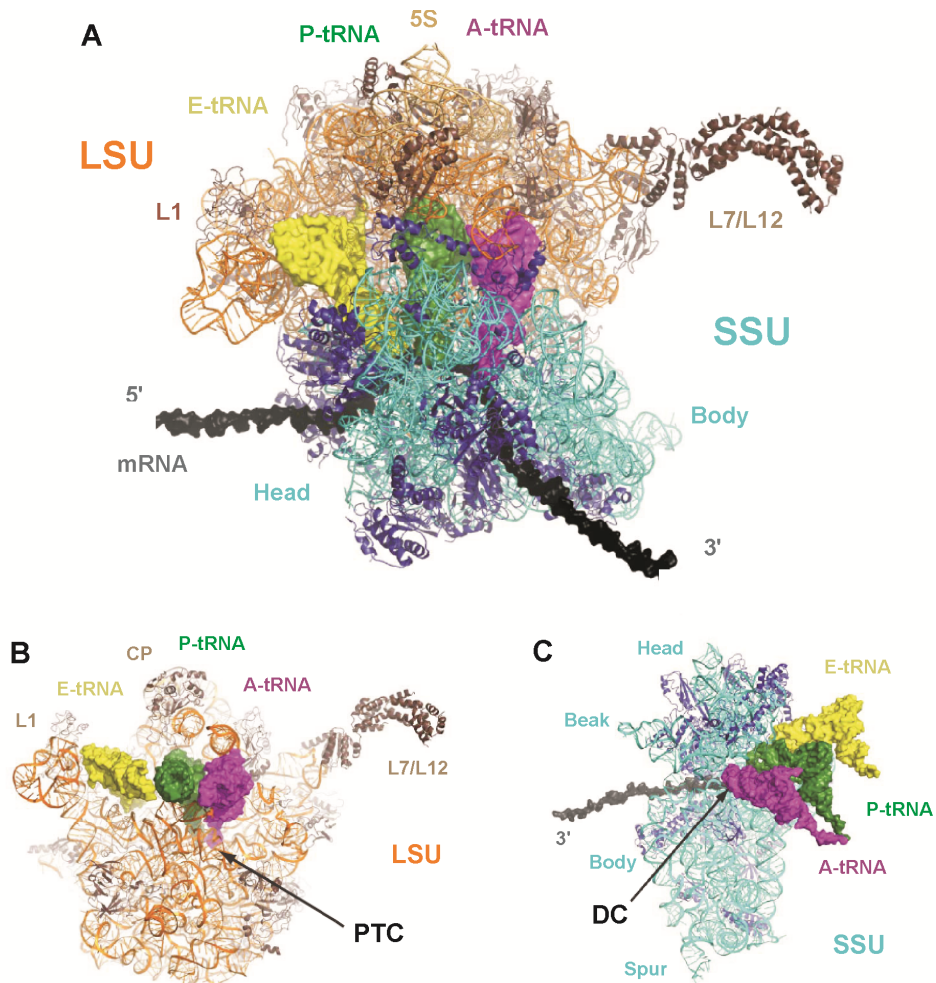 A
5S
P-tRNA
A-tRNA
E-tRNA
LSU
L1
L7/L12
SSU
5'
Body
mRNA
Head
3'
B
P-tRNA
CP
E-tRNA
A-tRNA
L1
L7/L12
LSU
PTC
C
Head
E-tRNA
Beak
P-tRNA
3'
Body
A-tRNA
DC
SSU
Spur